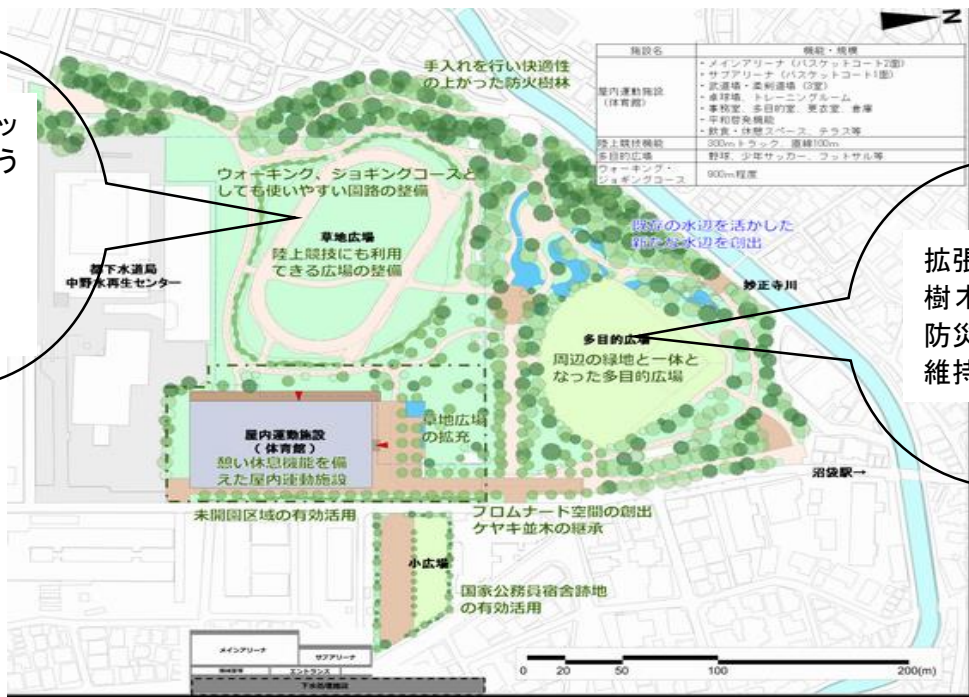 N
施設名 機能・規模
屋内運動施設
（体育館）
・メインアリーナ（バスケットコート2面）
・サブアリーナ（バスケットコート1面）
・武道場・柔剣道場（3室）
・卓球場、トレーニングルーム
・事務室、多目的室、更衣室、倉庫
・平和啓発機能
・飲食・休憩スペース、テラス等
陸上競技機能 300mトラック、直線100m
多目的広場 野球、少年サッカー、フットサル等
ウォーキング・
ジョギングコース
900m程度
手入れを行い快適性
の上がった防火樹林
ッ
う
ウォーキング、ジョギングコースと
しても使いやすい園路の整備
草地広場
陸上競技にも利用
できる広場の整備
都下水道局
中野水再生センター
既存の水辺を活かした
新たな水辺を創出
妙正寺川
拡張
樹木
防災
維持
多目的広場
周辺の緑地と一体と
なった多目的広場
草地広場
の拡充
屋内運動施設
（体育館）
憩い休息機能を備
えた屋内運動施設
沼袋駅→
未開園区域の有効活用
プロムナード空間の創出
ケヤキ並木の継承
小広場
国家公務員宿舎跡地
の有効活用
メインアリーナ
サブアリーナ
エントランス
下水処理施設
0 20 50 100 200(m)